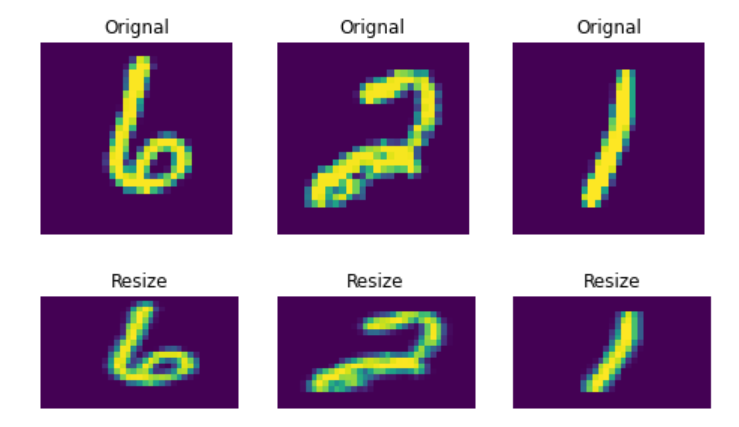 Orignal Orignal Orignal
6 2 1
Resize Resize Resize
6 2 1